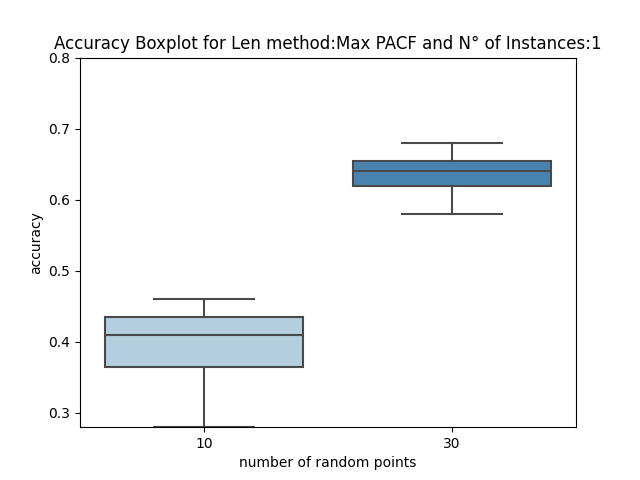 Accuracy Boxplot for Len method:Max PACF and N° of Instances:1
0.8
0.7
0.6
0.5
0.4
0.3
accuracy
10
30
number of random points